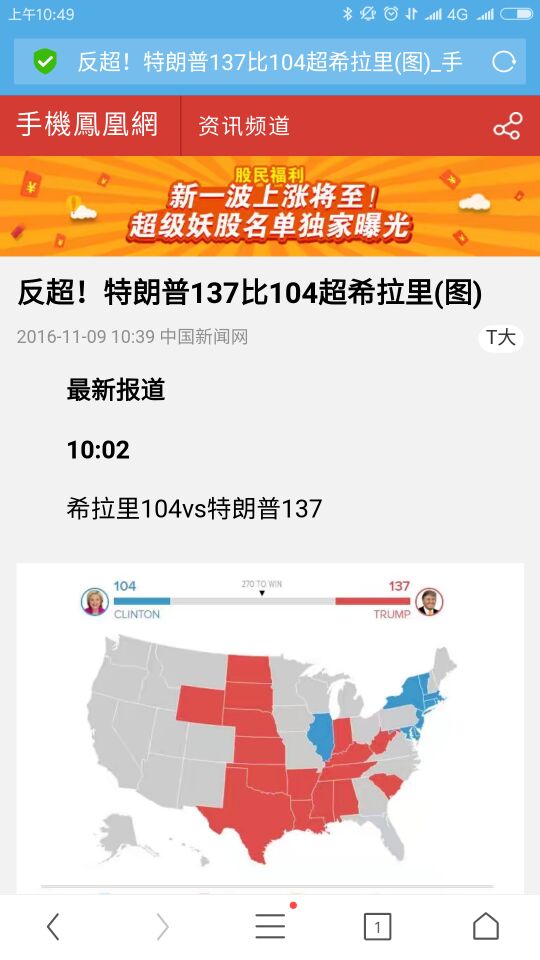 上午10:49
4G
反超！特朗普137比104超希拉里(图)_手
手機鳳凰網
资讯频道
股民福利
新一波上涨将至！
超级妖股名单独家曝光
反超！特朗普137比104超希拉里(图)
2016-11-09 10:39 中国新闻网
T大
最新报道
10:02
希拉里104vs特朗普137
104
270 TO WIN
137
CLINTON
TRUMP
1